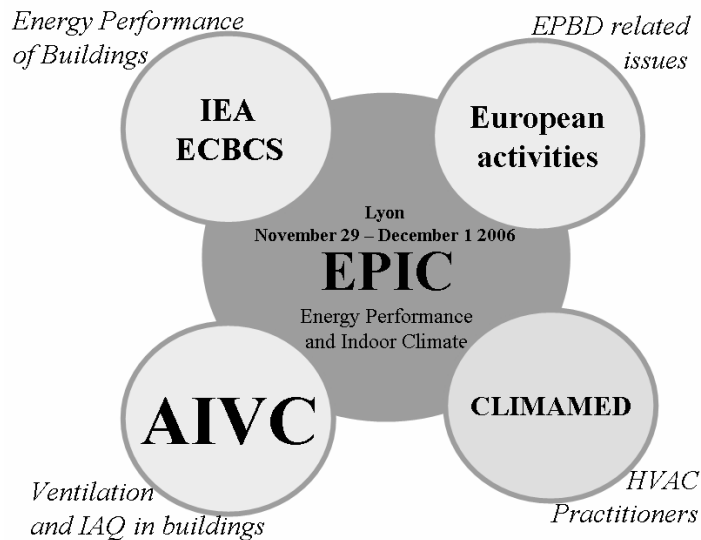 Energy Performance
of Buildings
EPBD related
issues
IEA
ECBCS
European
activities
Lyon
November 29 – December 1 2006
EPIC
Energy Performance
and Indoor Climate
AIVC
CLIMAMED
Ventilation
and IAQ in buildings
HVAC
Practitioners